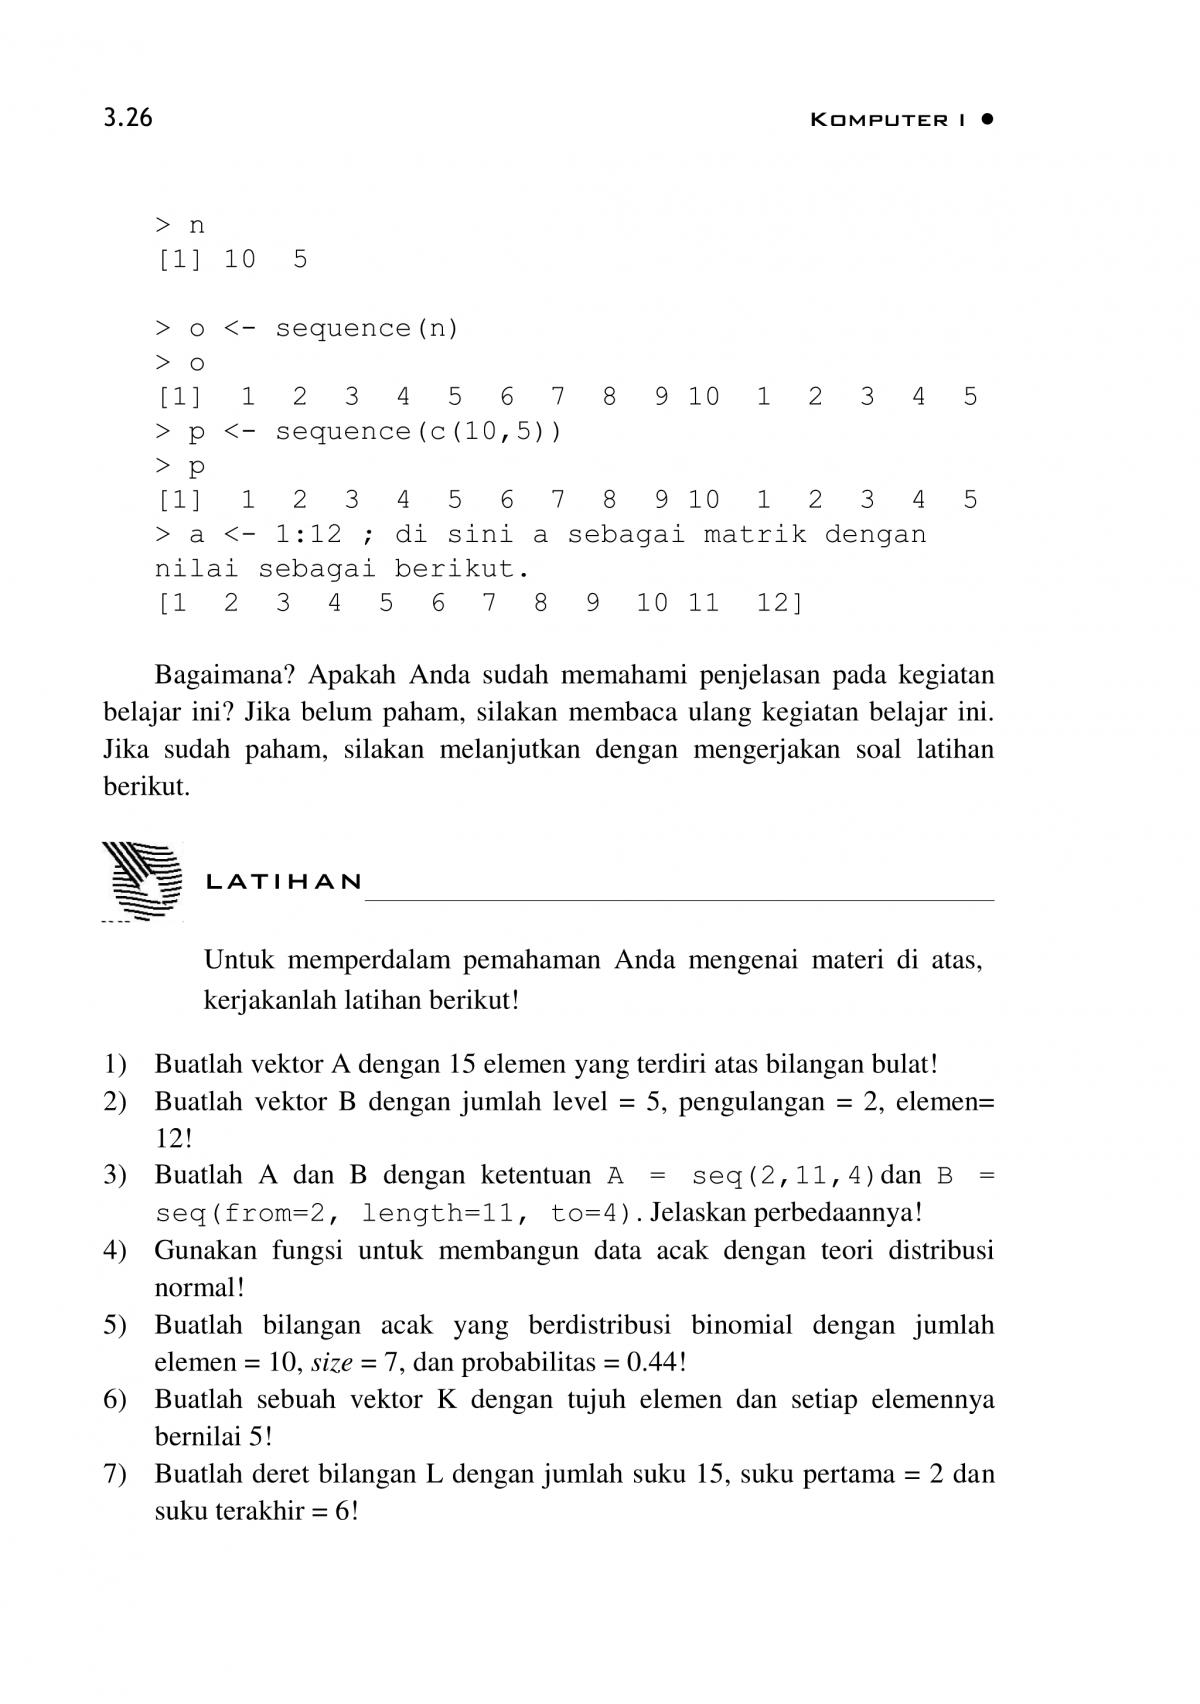 3.26 KOMPUTER I ●
> n
[1] 10 5
> o <- sequence(n)
> o
[1] 1 2 3 4 5 6 7 8 9 10 1 2 3 4 5
> p <- sequence(c(10,5))
> p
[1] 1 2 3 4 5 6 7 8 9 10 1 2 3 4 5
> a <- 1:12 ; di sini a sebagai matrik dengan
nilai sebagai berikut.
[1 2 3 4 5 6 7 8 9 10 11 12]
Bagaimana? Apakah Anda sudah memahami penjelasan pada kegiatan
belajar ini? Jika belum paham, silakan membaca ulang kegiatan belajar ini.
Jika sudah paham, silakan melanjutkan dengan mengerjakan soal latihan
berikut.
LATIHAN
Untuk memperdalam pemahaman Anda mengenai materi di atas,
kerjakanlah latihan berikut!
1) Buatlah vektor A dengan 15 elemen yang terdiri atas bilangan bulat!
2) Buatlah vektor B dengan jumlah level = 5, pengulangan = 2, elemen=
12!
3) Buatlah A dan B dengan ketentuan A = seq(2,11,4)dan B =
seq(from=2, length=11, to=4). Jelaskan perbedaannya!
4) Gunakan fungsi untuk membangun data acak dengan teori distribusi
normal!
5) Buatlah bilangan acak yang berdistribusi binomial dengan jumlah
elemen = 10, size = 7, dan probabilitas = 0.44!
6) Buatlah sebuah vektor K dengan tujuh elemen dan setiap elemennya
bernilai 5!
7) Buatlah deret bilangan L dengan jumlah suku 15, suku pertama = 2 dan
suku terakhir = 6!